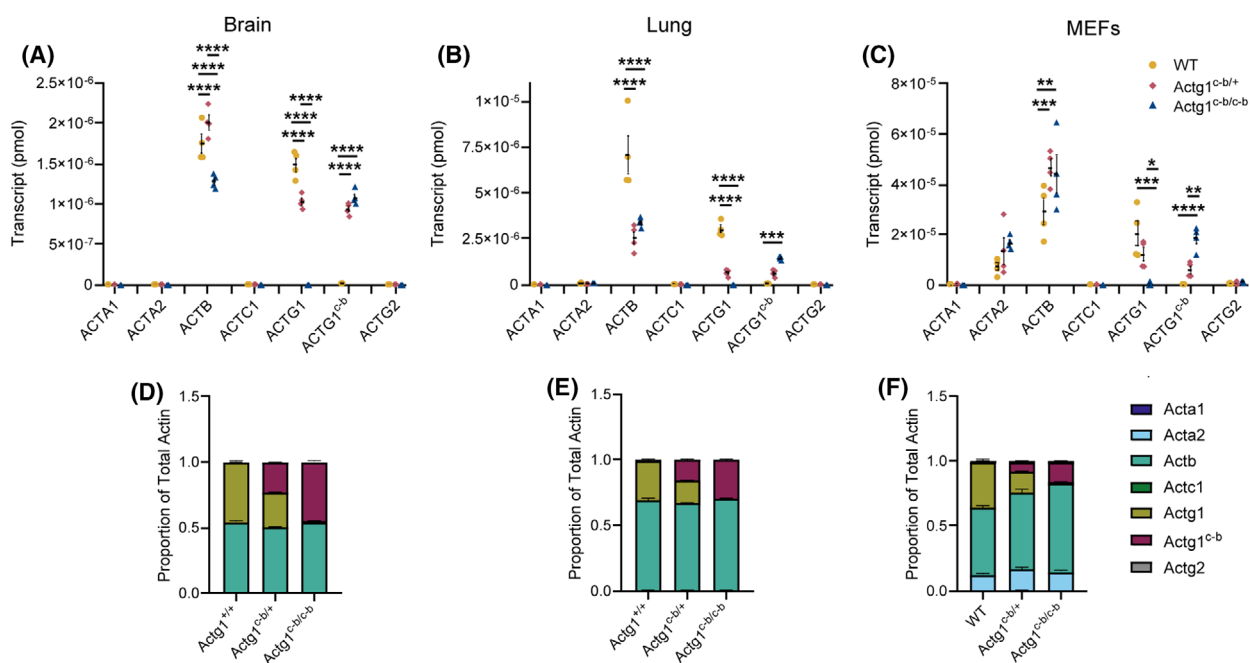 Brain
Lung
MEFs
(A)
****
****
****
****
****
****
****
****
2.5×10⁻⁶
2×10⁻⁶
1.5×10⁻⁶
1×10⁻⁶
5×10⁻⁷
0
Transcript (pmol)
ACTA1
ACTA2
ACTB
ACTC1
ACTG1
ACTG1ᶜ⁻ᵇ
ACTG2
(B)
****
****
****
****
***
1×10⁻⁵
7.5×10⁻⁶
5×10⁻⁶
2.5×10⁻⁶
0
Transcript (pmol)
ACTA1
ACTA2
ACTB
ACTC1
ACTG1
ACTG1ᶜ⁻ᵇ
ACTG2
(C)
**
***
*
***
**
****
8×10⁻⁵
6×10⁻⁵
4×10⁻⁵
2×10⁻⁵
0
Transcript (pmol)
ACTA1
ACTA2
ACTB
ACTC1
ACTG1
ACTG1ᶜ⁻ᵇ
ACTG2
WT
Actg1ᶜ⁻ᵇ/⁺
Actg1ᶜ⁻ᵇ/ᶜ⁻ᵇ
(D)
1.5
1.0
0.5
0.0
Proportion of Total Actin
Actg1⁺/⁺
Actg1ᶜ⁻ᵇ/⁺
Actg1ᶜ⁻ᵇ/ᶜ⁻ᵇ
(E)
1.5
1.0
0.5
0.0
Proportion of Total Actin
Actg1⁺/⁺
Actg1ᶜ⁻ᵇ/⁺
Actg1ᶜ⁻ᵇ/ᶜ⁻ᵇ
(F)
1.5
1.0
0.5
0.0
Proportion of Total Actin
WT
Actg1ᶜ⁻ᵇ/⁺
Actg1ᶜ⁻ᵇ/ᶜ⁻ᵇ
Acta1
Acta2
Actb
Actc1
Actg1
Actg1ᶜ⁻ᵇ
Actg2